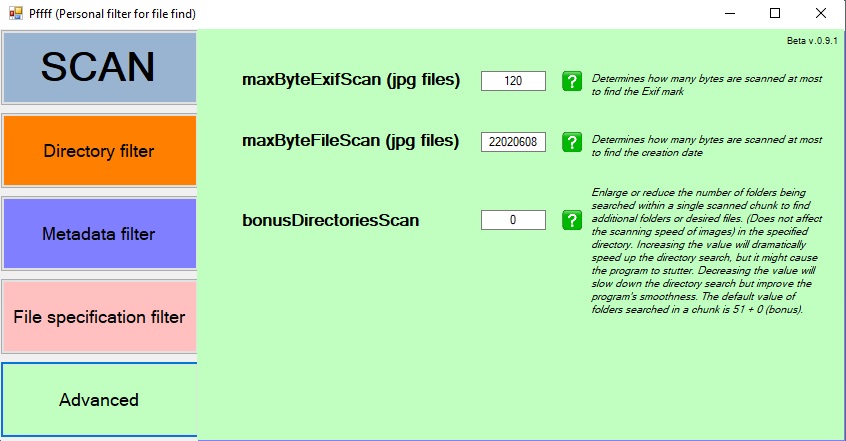 Pffff (Personal filter for file find)
Beta v.0.9.1
SCAN
Directory filter
Metadata filter
File specification filter
Advanced
maxByteExifScan (jpg files)
120
?
Determines how many bytes are scanned at most
to find the Exif mark
maxByteFileScan (jpg files)
22020608
?
Determines how many bytes are scanned at most
to find the creation date
bonusDirectoriesScan
0
?
Enlarge or reduce the number of folders being
searched within a single scanned chunk to find
additional folders or desired files. (Does not affect
the scanning speed of images) in the specified
directory. Increasing the value will dramatically
speed up the directory search, but it might cause
the program to stutter. Decreasing the value will
slow down the directory search but improve the
program's smoothness. The default value of
folders searched in a chunk is 51 + 0 (bonus).